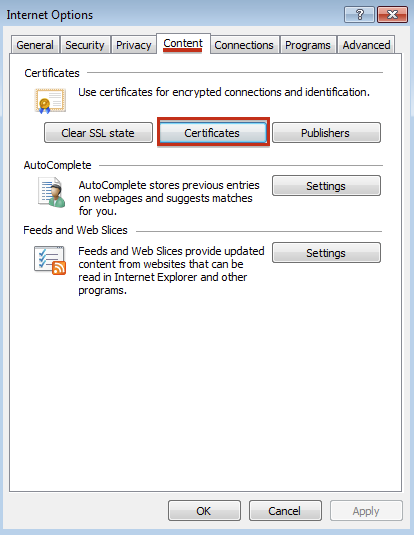 Internet Options
General Security Privacy Content Connections Programs Advanced
Certificates
Use certificates for encrypted connections and identification.
Clear SSL state Certificates Publishers
AutoComplete
AutoComplete stores previous entries
on webpages and suggests matches
for you.
Settings
Feeds and Web Slices
Feeds and Web Slices provide updated
content from websites that can be
read in Internet Explorer and other
programs.
Settings
OK Cancel Apply